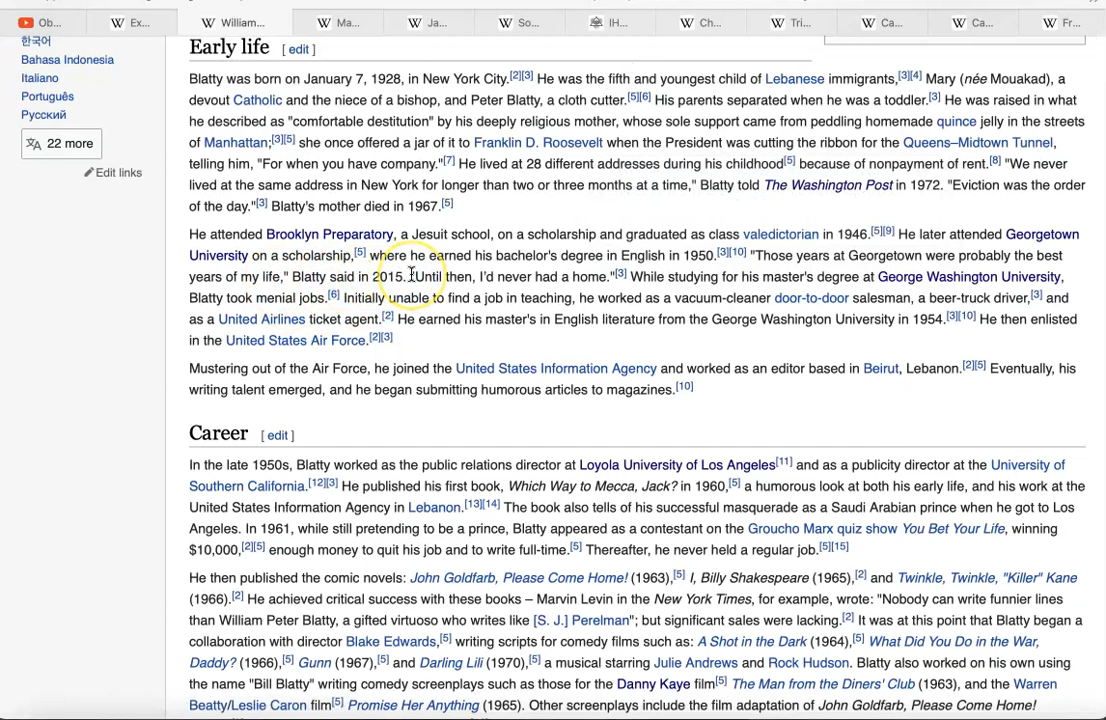 Ob...
Ex...
William...
Ma...
Ja...
So...
IH...
Ch...
Tri...
Ca...
Ca...
Fr...
한국어
Bahasa Indonesia
Italiano
Português
Русский
22 more
Edit links
Early life [ edit ]
Blatty was born on January 7, 1928, in New York City.[2][3] He was the fifth and youngest child of Lebanese immigrants,[3][4] Mary (née Mouakad), a
devout Catholic and the niece of a bishop, and Peter Blatty, a cloth cutter.[5][6] His parents separated when he was a toddler.[3] He was raised in what
he described as "comfortable destitution" by his deeply religious mother, whose sole support came from peddling homemade quince jelly in the streets
of Manhattan;[3][5] she once offered a jar of it to Franklin D. Roosevelt when the President was cutting the ribbon for the Queens–Midtown Tunnel,
telling him, "For when you have company."[7] He lived at 28 different addresses during his childhood[5] because of nonpayment of rent.[8] "We never
lived at the same address in New York for longer than two or three months at a time," Blatty told The Washington Post in 1972. "Eviction was the order
of the day."[3] Blatty's mother died in 1967.[5]
He attended Brooklyn Preparatory, a Jesuit school, on a scholarship and graduated as class valedictorian in 1946.[5][9] He later attended Georgetown
University on a scholarship,[5] where he earned his bachelor's degree in English in 1950.[3][10] "Those years at Georgetown were probably the best
years of my life," Blatty said in 2015. "Until then, I'd never had a home."[3] While studying for his master's degree at George Washington University,
Blatty took menial jobs.[6] Initially unable to find a job in teaching, he worked as a vacuum-cleaner door-to-door salesman, a beer-truck driver,[3] and
as a United Airlines ticket agent.[2] He earned his master's in English literature from the George Washington University in 1954.[3][10] He then enlisted
in the United States Air Force.[2][3]
Mustering out of the Air Force, he joined the United States Information Agency and worked as an editor based in Beirut, Lebanon.[2][5] Eventually, his
writing talent emerged, and he began submitting humorous articles to magazines.[10]
Career [ edit ]
In the late 1950s, Blatty worked as the public relations director at Loyola University of Los Angeles[11] and as a publicity director at the University of
Southern California.[12][3] He published his first book, Which Way to Mecca, Jack? in 1960,[5] a humorous look at both his early life, and his work at the
United States Information Agency in Lebanon.[13][14] The book also tells of his successful masquerade as a Saudi Arabian prince when he got to Los
Angeles. In 1961, while still pretending to be a prince, Blatty appeared as a contestant on the Groucho Marx quiz show You Bet Your Life, winning
$10,000,[2][5] enough money to quit his job and to write full-time.[5] Thereafter, he never held a regular job.[5][15]
He then published the comic novels: John Goldfarb, Please Come Home! (1963),[5] I, Billy Shakespeare (1965),[2] and Twinkle, Twinkle, "Killer" Kane
(1966).[2] He achieved critical success with these books – Marvin Levin in the New York Times, for example, wrote: "Nobody can write funnier lines
than William Peter Blatty, a gifted virtuoso who writes like [S. J.] Perelman"; but significant sales were lacking.[2] It was at this point that Blatty began a
collaboration with director Blake Edwards,[5] writing scripts for comedy films such as: A Shot in the Dark (1964),[5] What Did You Do in the War,
Daddy? (1966),[5] Gunn (1967),[5] and Darling Lili (1970),[5] a musical starring Julie Andrews and Rock Hudson. Blatty also worked on his own using
the name "Bill Blatty" writing comedy screenplays such as those for the Danny Kaye film[5] The Man from the Diners' Club (1963), and the Warren
Beatty/Leslie Caron film[5] Promise Her Anything (1965). Other screenplays include the film adaptation of John Goldfarb, Please Come Home!